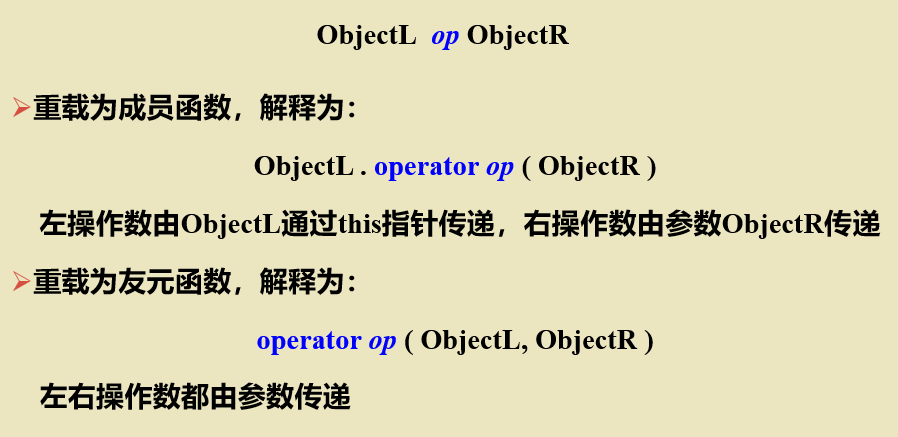 ObjectL op ObjectR
➢重载为成员函数，解释为：
ObjectL . operator op ( ObjectR )
左操作数由ObjectL通过this指针传递，右操作数由参数ObjectR传递
➢重载为友元函数，解释为：
operator op ( ObjectL, ObjectR )
左右操作数都由参数传递